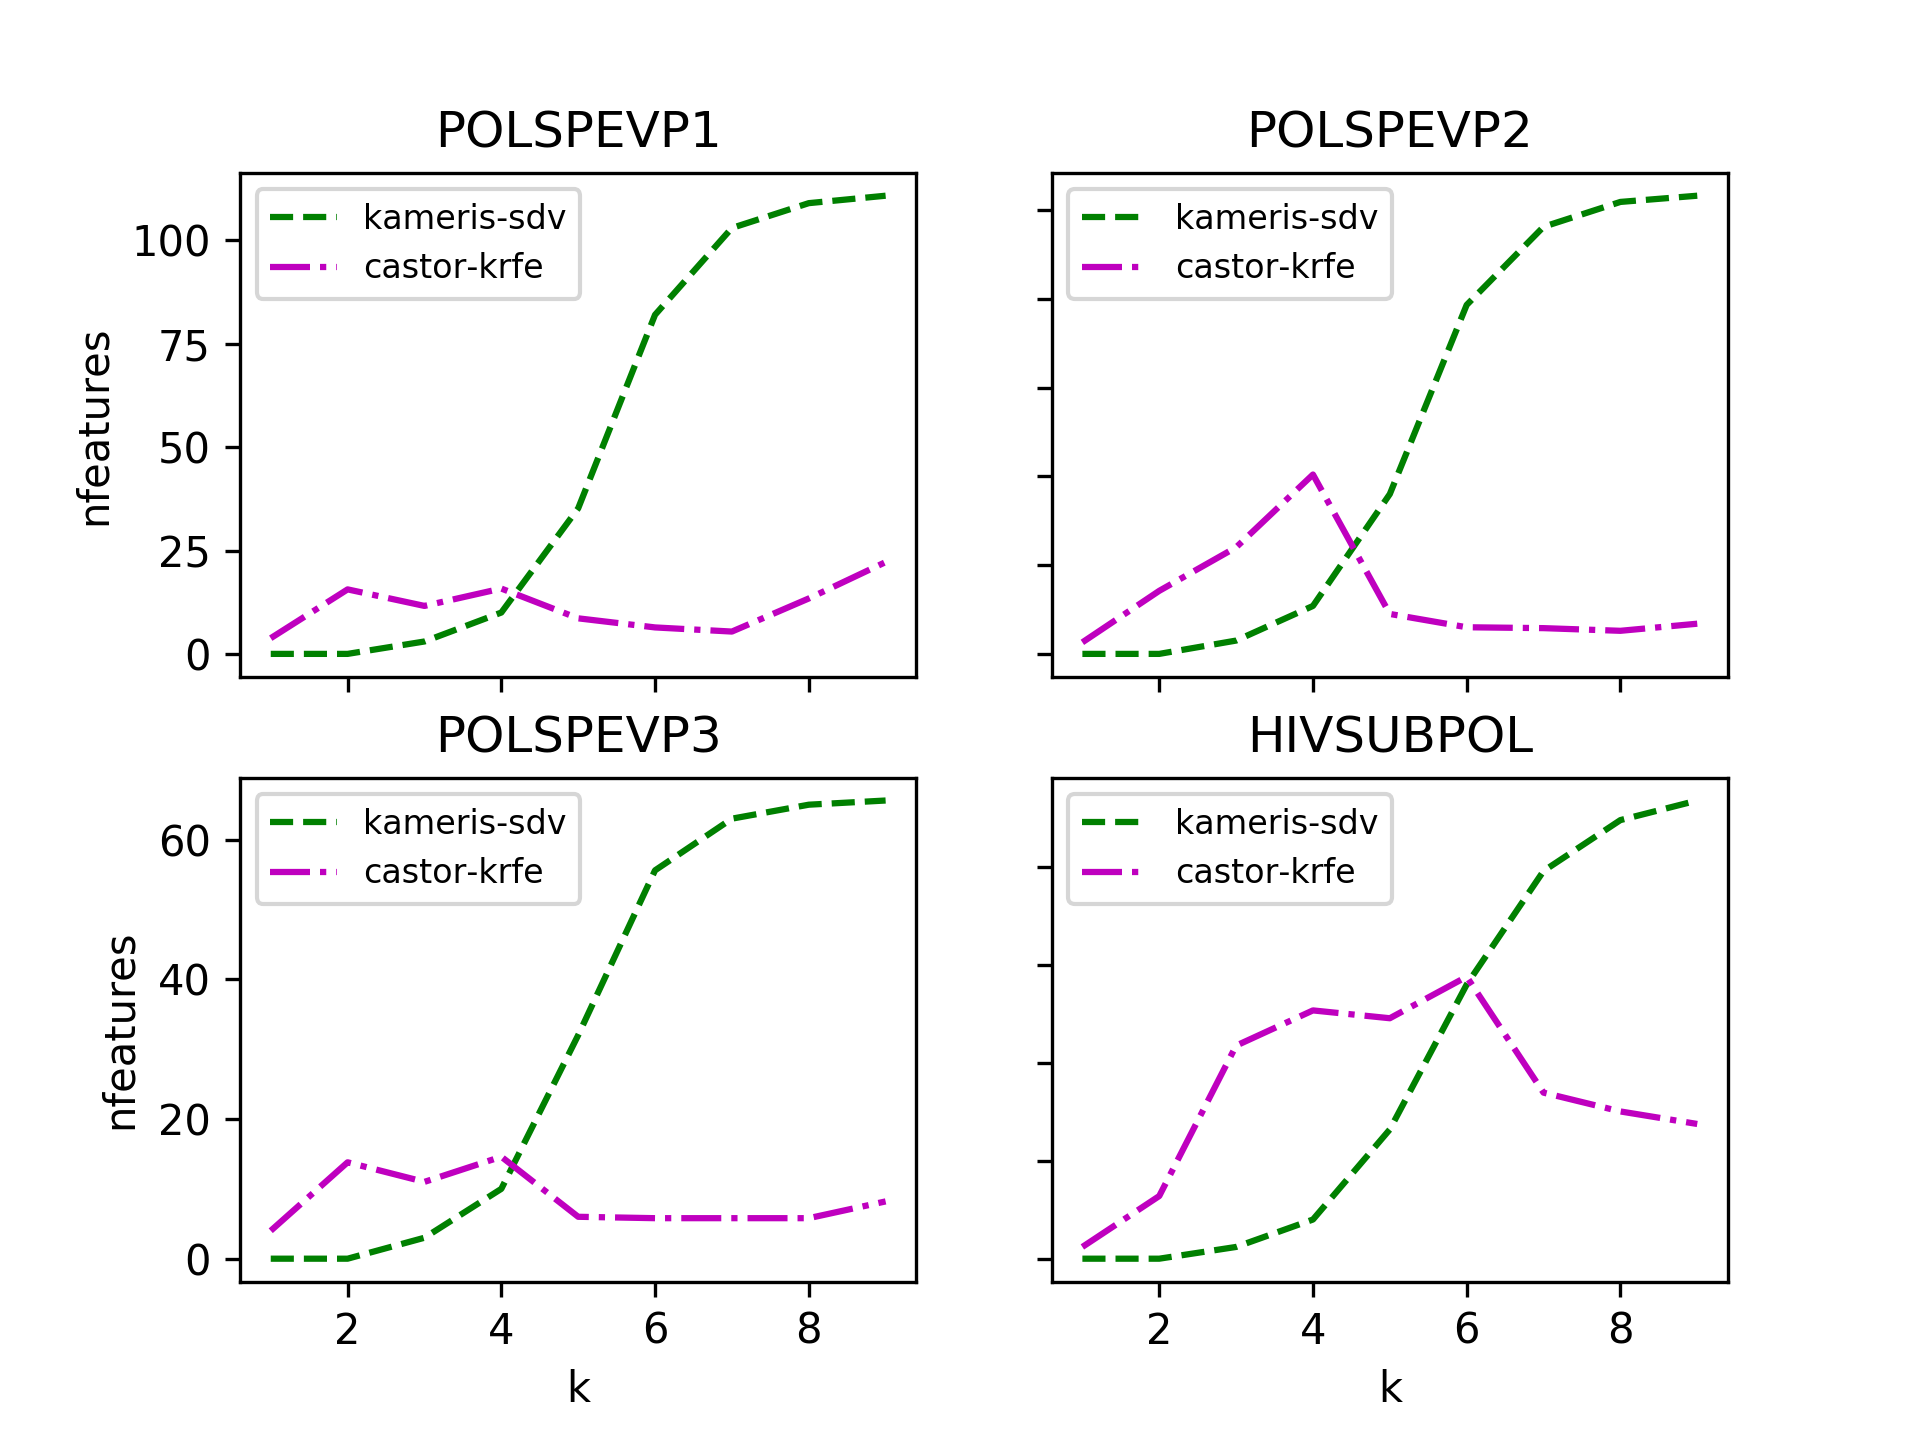 POLSPEVP1
kameris-sdv
castor-krfe
100
75
50
25
0
nfeatures
POLSPEVP2
kameris-sdv
castor-krfe
POLSPEVP3
kameris-sdv
castor-krfe
60
40
20
0
nfeatures
2 4 6 8
k
HIVSUBPOL
kameris-sdv
castor-krfe
2 4 6 8
k